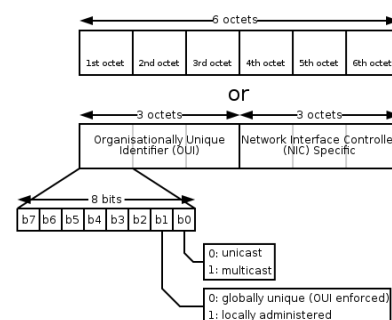 6 octets
1st octet 2nd octet 3rd octet 4th octet 5th octet 6th octet
or
3 octets 3 octets
Organisationally Unique Network Interface Controlle
Identifier (OUI) (NIC) Specific
8 bits
b7 b6 b5 b4 b3 b2 b1 b0
0: unicast
1: multicast
0: globally unique (OUI enforced)
1: locally administered